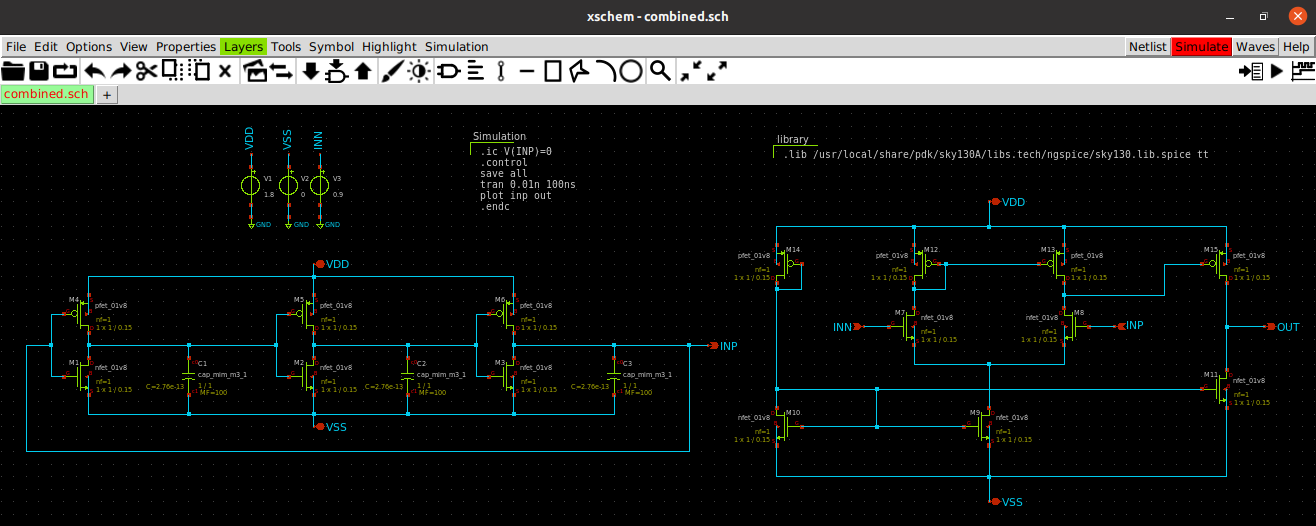 xschem - combined.sch
File Edit Options View Properties Layers Tools Symbol Highlight Simulation Netlist Simulate Waves Help
combined.sch +
VDD VSS INN
V1 V2 V3
1.8 0 0.9
GND GND GND
Simulation
.ic V(INP)=0
.control
save all
tran 0.01n 100ns
plot inp out
.endc
library
.lib /usr/local/share/pdk/sky130A/libs.tech/ngspice/sky130.lib.spice tt
VDD
M4
pfet_01v8
nf=1
1 x 1 / 0.15
M5
pfet_01v8
nf=1
1 x 1 / 0.15
M6
pfet_01v8
nf=1
1 x 1 / 0.15
M1
nfet_01v8
nf=1
1 x 1 / 0.15
C1
cap_mim_m3_1
C=2.76e-13
1 / 1
MF=100
M2
nfet_01v8
nf=1
1 x 1 / 0.15
C2
cap_mim_m3_1
C=2.76e-13
1 / 1
MF=100
M3
nfet_01v8
nf=1
1 x 1 / 0.15
C3
cap_mim_m3_1
C=2.76e-13
1 / 1
MF=100
INP
VSS
VDD
M14
pfet_01v8
nf=1
1 x 1 / 0.15
M12
pfet_01v8
nf=1
1 x 1 / 0.15
M13
pfet_01v8
nf=1
1 x 1 / 0.15
M15
pfet_01v8
nf=1
1 x 1 / 0.15
INN
M7
nfet_01v8
nf=1
1 x 1 / 0.15
M8
nfet_01v8
nf=1
1 x 1 / 0.15
INP
OUT
M11
nfet_01v8
nf=1
1 x 1 / 0.15
M10
nfet_01v8
nf=1
1 x 1 / 0.15
M9
nfet_01v8
nf=1
1 x 1 / 0.15
VSS